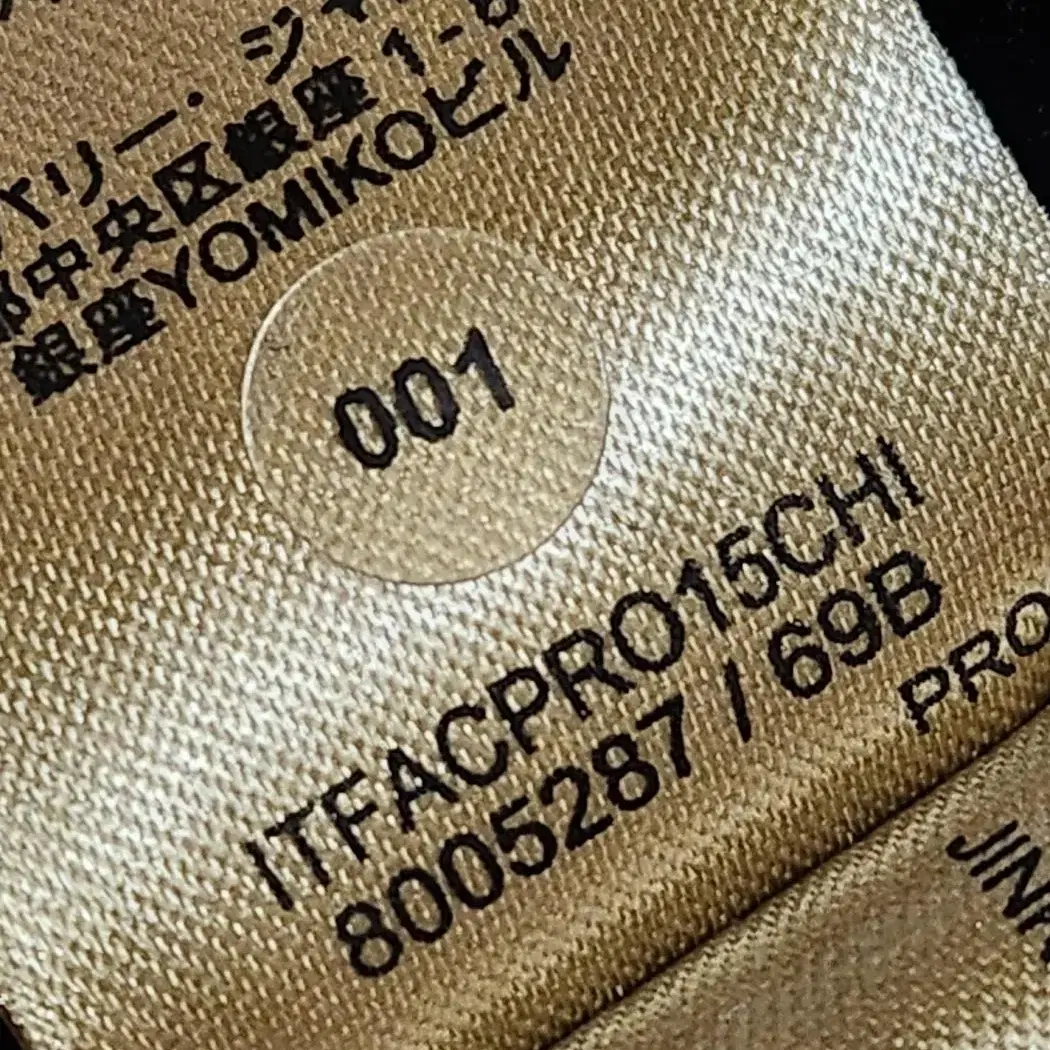 ャリー・ジャ
都中央区銀座1-8
銀座YOMIKOビル
001
ITFACPRO15CHI
8005287 / 69B
PRO
JIN